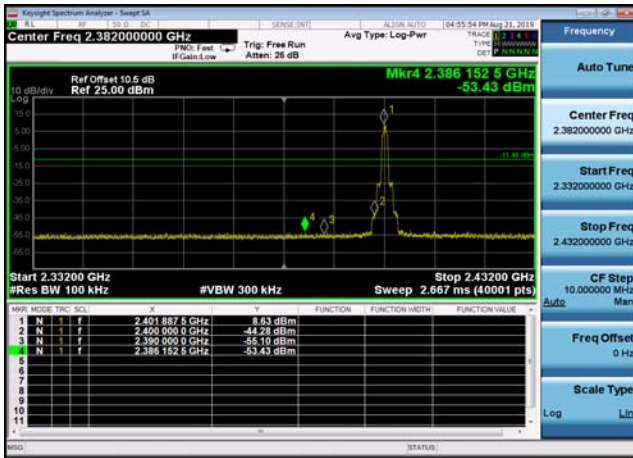 Keysight Spectrum Analyzer - Swept SA
RL RF 50 Ω DC SENSE:INT ALIGN AUTO 04:55:54 PM Aug 21, 2019
Center Freq 2.382000000 GHz
PNO: Fast
IFGain:Low
Trig: Free Run
Atten: 26 dB
Avg Type: Log-Pwr
TRACE 1 2 3 4 5 6
TYPE
DET P N N N N N
Ref Offset 10.5 dB
10 dB/div Ref 25.00 dBm
Log
Mkr4 2.386 152 5 GHz
-53.43 dBm
15.0
5.00
-5.00
-15.0
-25.0
-35.0
-45.0
-55.0
-65.0
1
2
3
4
Start 2.33200 GHz Stop 2.43200 GHz
#Res BW 100 kHz #VBW 300 kHz Sweep 2.667 ms (40001 pts)
MKR MODE TRC SCL X Y FUNCTION FUNCTION WIDTH FUNCTION VALUE
1 N 1 f 2.401 887 5 GHz 8.63 dBm
2 N 1 f 2.400 000 0 GHz -44.28 dBm
3 N 1 f 2.390 000 0 GHz -55.10 dBm
4 N 1 f 2.386 152 5 GHz -53.43 dBm
5
6
7
8
9
10
11
MSG STATUS
Frequency
Auto Tune
Center Freq
2.382000000 GHz
Start Freq
2.332000000 GHz
Stop Freq
2.432000000 GHz
CF Step
10.000000 MHz
Auto Man
Freq Offset
0 Hz
Scale Type
Log Lin